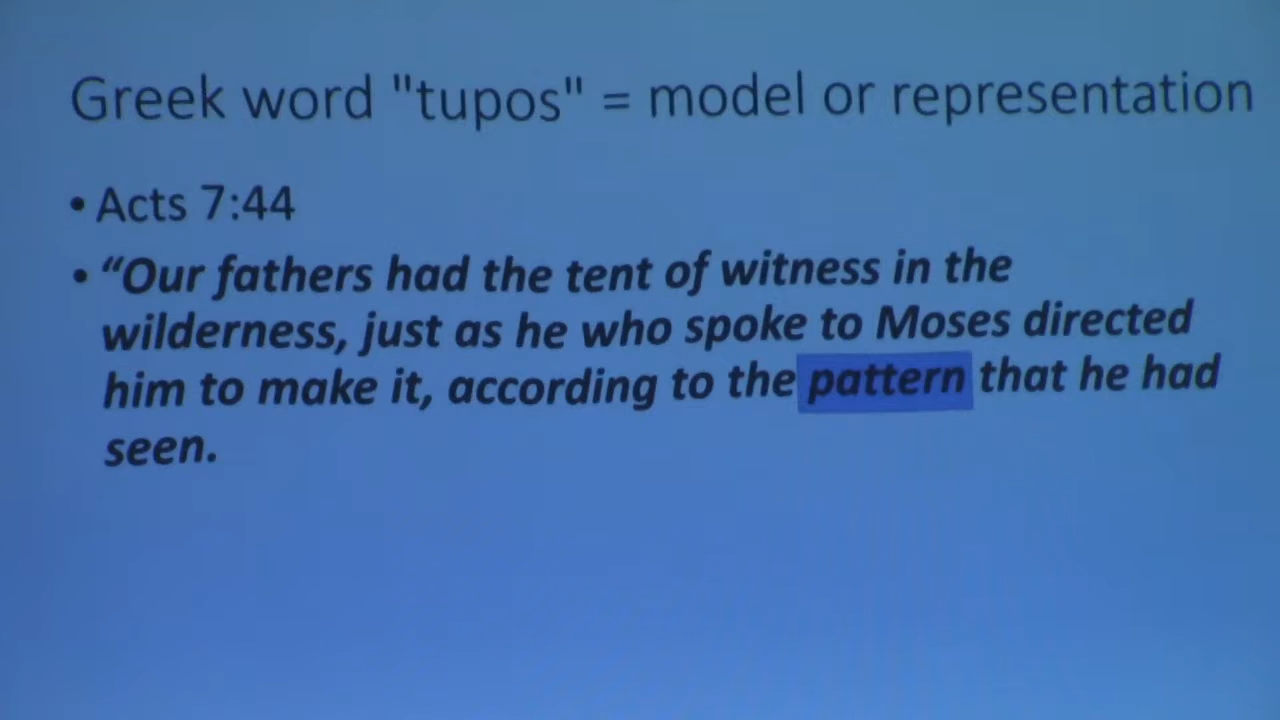 Greek word "tupos" = model or representation
• Acts 7:44
• “Our fathers had the tent of witness in the
wilderness, just as he who spoke to Moses directed
him to make it, according to the pattern that he had
seen.